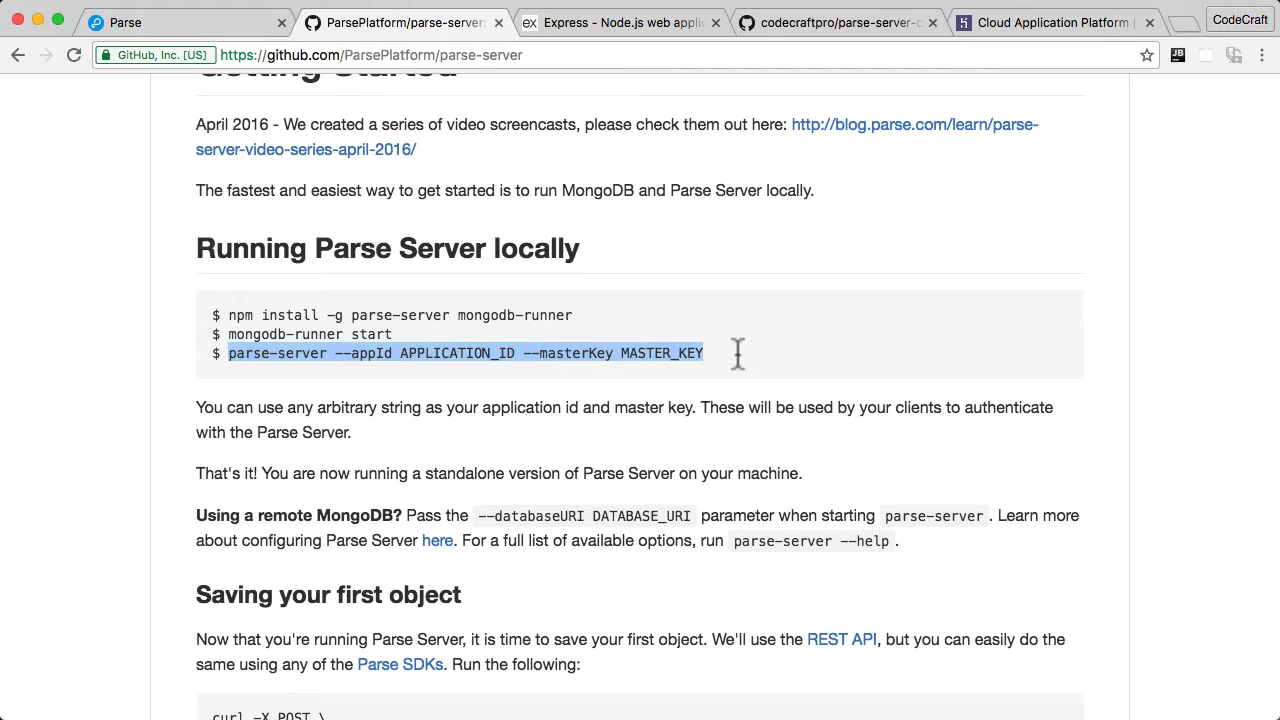 Parse
ParsePlatform/parse-server:
Express - Node.js web applic
codecraftpro/parse-server-c
Cloud Application Platform |
CodeCraft
GitHub, Inc. [US]
https://github.com/ParsePlatform/parse-server
Getting Started
April 2016 - We created a series of video screencasts, please check them out here: http://blog.parse.com/learn/parse-
server-video-series-april-2016/
The fastest and easiest way to get started is to run MongoDB and Parse Server locally.
Running Parse Server locally
$ npm install -g parse-server mongodb-runner
$ mongodb-runner start
$ parse-server --appId APPLICATION_ID --masterKey MASTER_KEY
You can use any arbitrary string as your application id and master key. These will be used by your clients to authenticate
with the Parse Server.
That's it! You are now running a standalone version of Parse Server on your machine.
Using a remote MongoDB? Pass the --databaseURI DATABASE_URI parameter when starting parse-server. Learn more
about configuring Parse Server here. For a full list of available options, run parse-server --help.
Saving your first object
Now that you're running Parse Server, it is time to save your first object. We'll use the REST API, but you can easily do the
same using any of the Parse SDKs. Run the following:
curl -X POST \